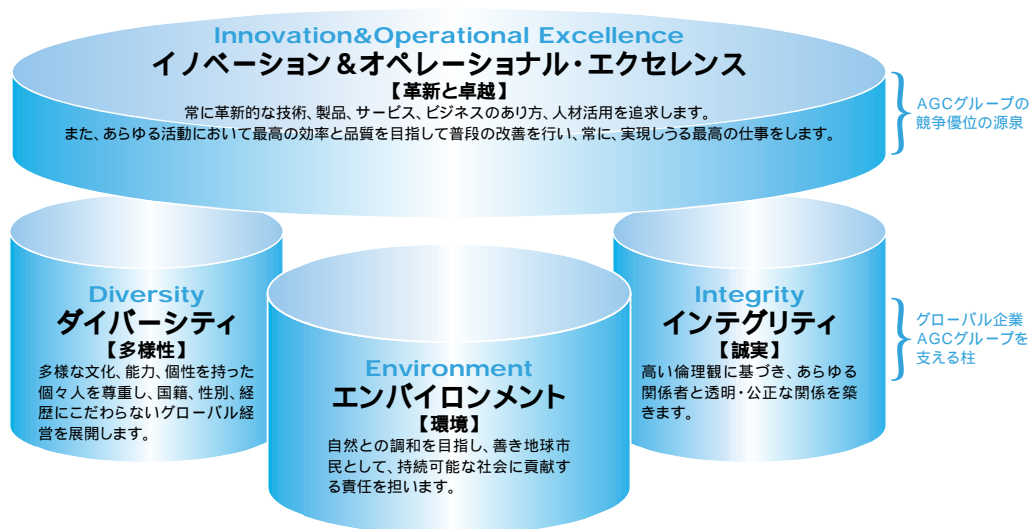 Innovation&Operational Excellence
イノベーション&オペレーショナル・エクセレンス
【革新と卓越】
常に革新的な技術、製品、サービス、ビジネスのあり方、人材活用を追求します。
また、あらゆる活動において最高の効率と品質を目指して普段の改善を行い、常に、実現しうる最高の仕事をします。
AGCグループの
競争優位の源泉
Diversity
ダイバーシティ
【多様性】
多様な文化、能力、個性を持った
個々人を尊重し、国籍、性別、経
歴にこだわらないグローバル経
営を展開します。
Environment
エンバイロンメント
【環境】
自然との調和を目指し、善き地球市
民として、持続可能な社会に貢献す
る責任を担います。
Integrity
インテグリティ
【誠実】
高い倫理観に基づき、あらゆる
関係者と透明・公正な関係を築
きます。
グローバル企業
AGCグループを
支える柱